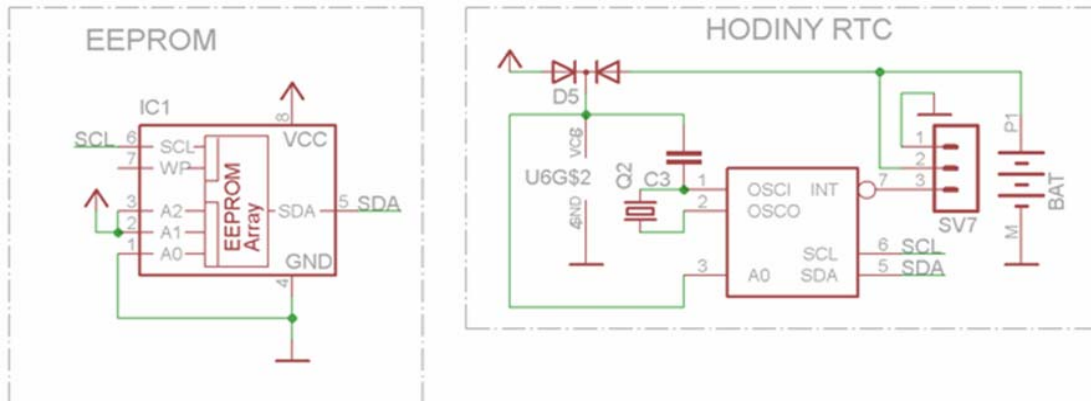 EEPROM
IC1
8
VCC
SCL 6 SCL
7 WP
EEPROM Array
3 A2
2 A1
1 A0
SDA 5 SDA
GND
4
HODINY RTC
D5
VCC
8
U6G$2
GND
4
Q2
C3
1 OSCI INT 7
2 OSCO
3 A0
SCL 6 SCL
SDA 5 SDA
1
2
3
SV7
P1
BAT
M